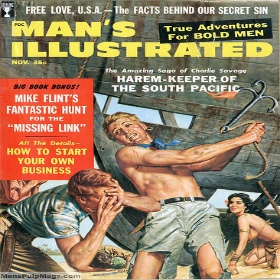 FREE LOVE, U.S.A.—The FACTS BEHIND OUR SECRET SIN
PDC
MAN'S
ILLUSTRATED
NOV. 35c
True Adventures
For BOLD MEN
The Amazing Saga of Charlie Savage
HAREM-KEEPER OF
THE SOUTH PACIFIC
BIG BOOK BONUS!
MIKE FLINT'S
FANTASTIC HUNT
FOR THE
"MISSING LINK"
All The Details—
HOW TO START
YOUR OWN
BUSINESS
MensPulpMags.com